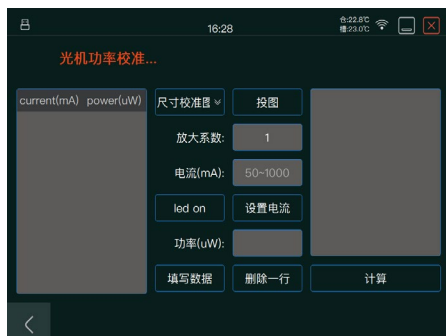 16:28
仓:22.8℃
槽:23.0℃
光机功率校准...
current(mA) power(uW)
尺寸校准图 投图
放大系数: 1
电流(mA): 50~1000
led on 设置电流
功率(uW):
填写数据 删除一行 计算